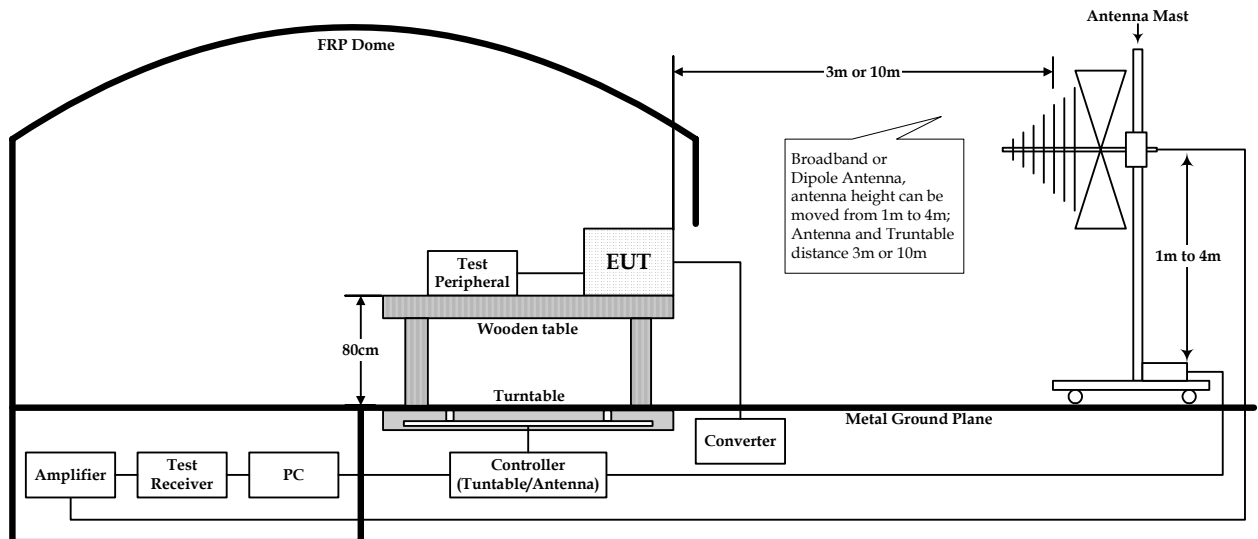 Antenna Mast
FRP Dome
3m or 10m
Broadband or
Dipole Antenna,
antenna height can be
moved from 1m to 4m;
Antenna and Truntable
distance 3m or 10m
EUT
Test
Peripheral
1m to 4m
Wooden table
80cm
Turntable
Metal Ground Plane
Converter
Amplifier
Test
Receiver
PC
Controller
(Tuntable/Antenna)